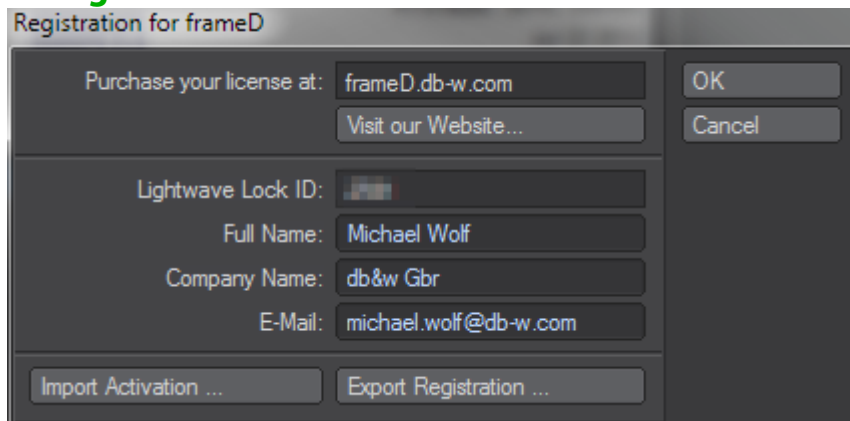 Registration for frameD
Purchase your license at: frameD.db-w.com
OK
Visit our Website...
Cancel
Lightwave Lock ID:
Full Name: Michael Wolf
Company Name: db&w Gbr
E-Mail: michael.wolf@db-w.com
Import Activation ...
Export Registration ...